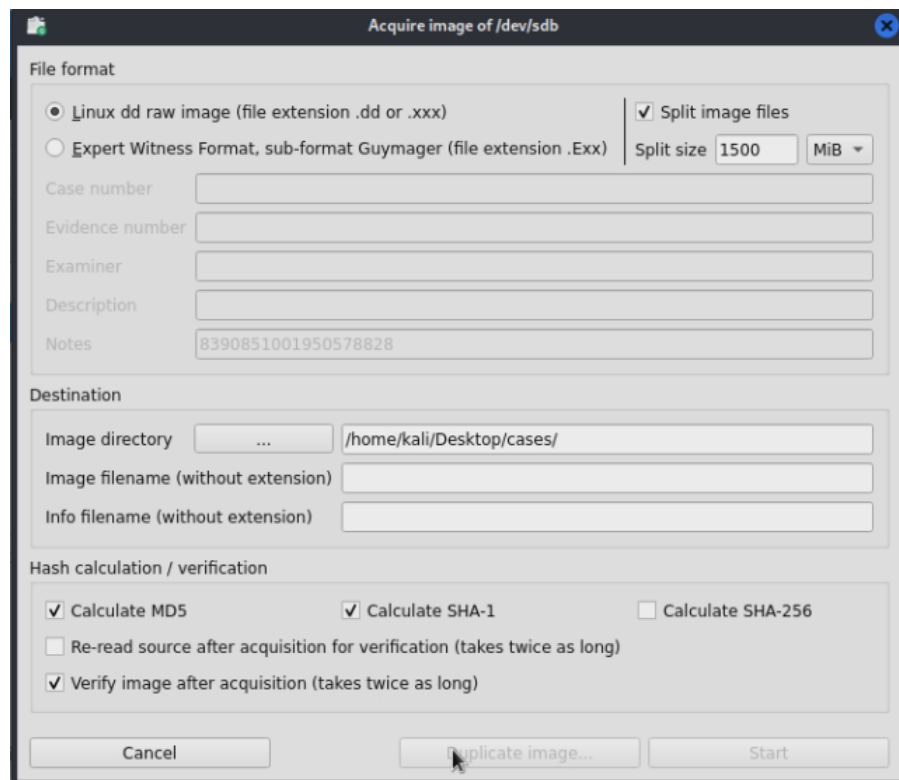 Acquire image of /dev/sdb
File format
Linux dd raw image (file extension .dd or .xxx)
Split image files
Expert Witness Format, sub-format Guymager (file extension .Exx)
Split size 1500 MiB
Case number
Evidence number
Examiner
Description
Notes 8390851001950578828
Destination
Image directory ... /home/kali/Desktop/cases/
Image filename (without extension)
Info filename (without extension)
Hash calculation / verification
Calculate MD5 Calculate SHA-1 Calculate SHA-256
Re-read source after acquisition for verification (takes twice as long)
Verify image after acquisition (takes twice as long)
Cancel Duplicate image... Start